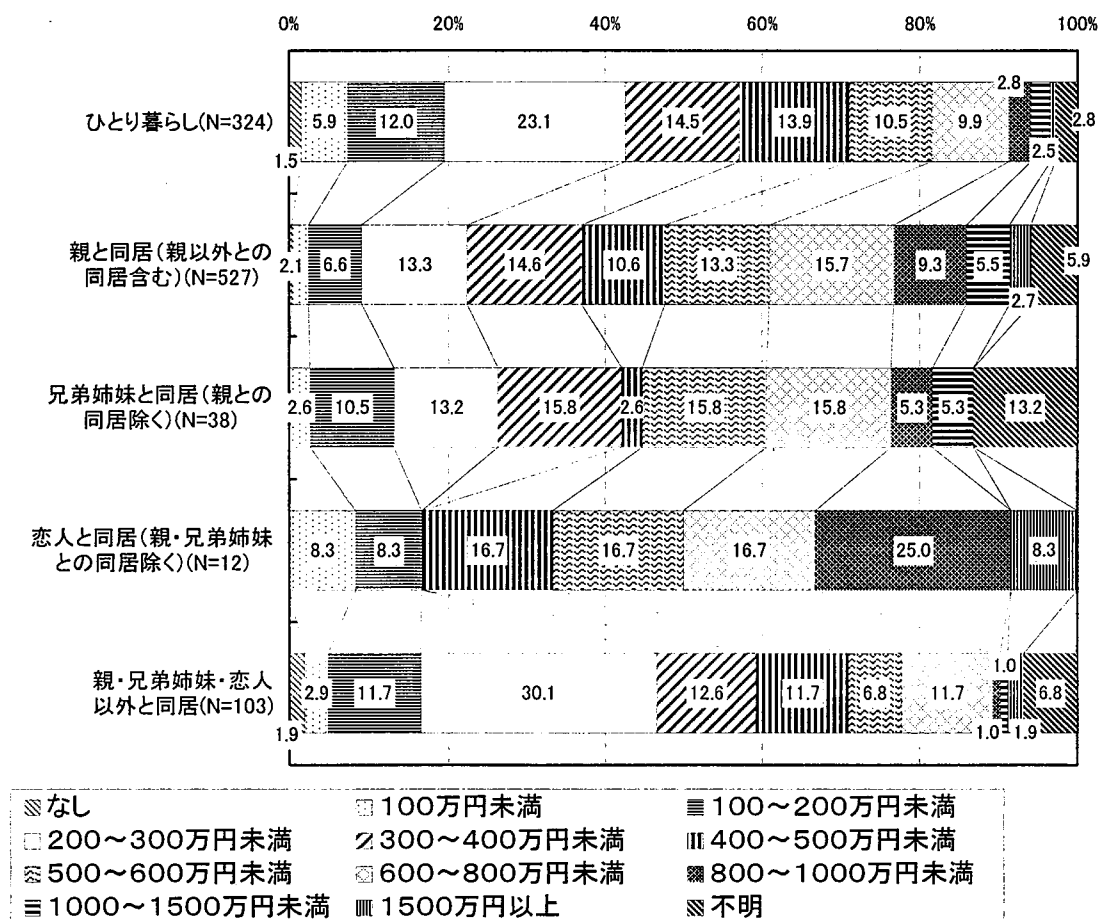 0% 20% 40% 60% 80% 100%
ひとり暮らし(N=324)
1.5 5.9 12.0 23.1 14.5 13.9 10.5 9.9 2.8 2.5 2.8
親と同居(親以外との
同居含む)(N=527)
2.1 6.6 13.3 14.6 10.6 13.3 15.7 9.3 5.5 2.7 5.9
兄弟姉妹と同居(親との
同居除く)(N=38)
2.6 10.5 13.2 15.8 2.6 15.8 15.8 5.3 5.3 13.2
恋人と同居(親・兄弟姉妹
との同居除く)(N=12)
8.3 8.3 16.7 16.7 16.7 25.0 8.3
親・兄弟姉妹・恋人
以外と同居(N=103)
1.9 2.9 11.7 30.1 12.6 11.7 6.8 11.7 1.0 1.0 1.9 6.8
なし 100万円未満 100～200万円未満
200～300万円未満 300～400万円未満 400～500万円未満
500～600万円未満 600～800万円未満 800～1000万円未満
1000～1500万円未満 1500万円以上 不明